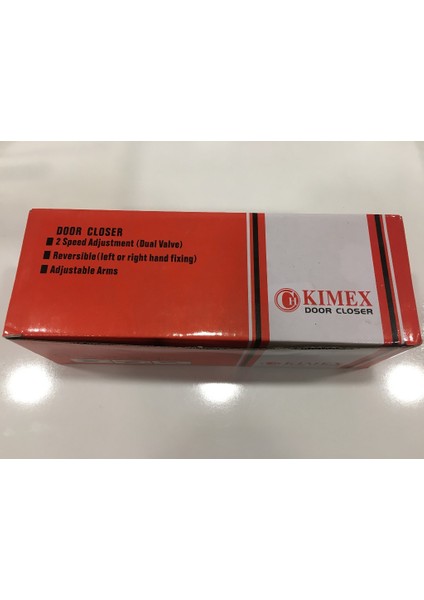 DOOR CLOSER
■ 2 Speed Adjustment (Dual Valve)
■ Reversible(left or right hand fixing)
■ Adjustable Arms
KIMEX
DOOR CLOSER